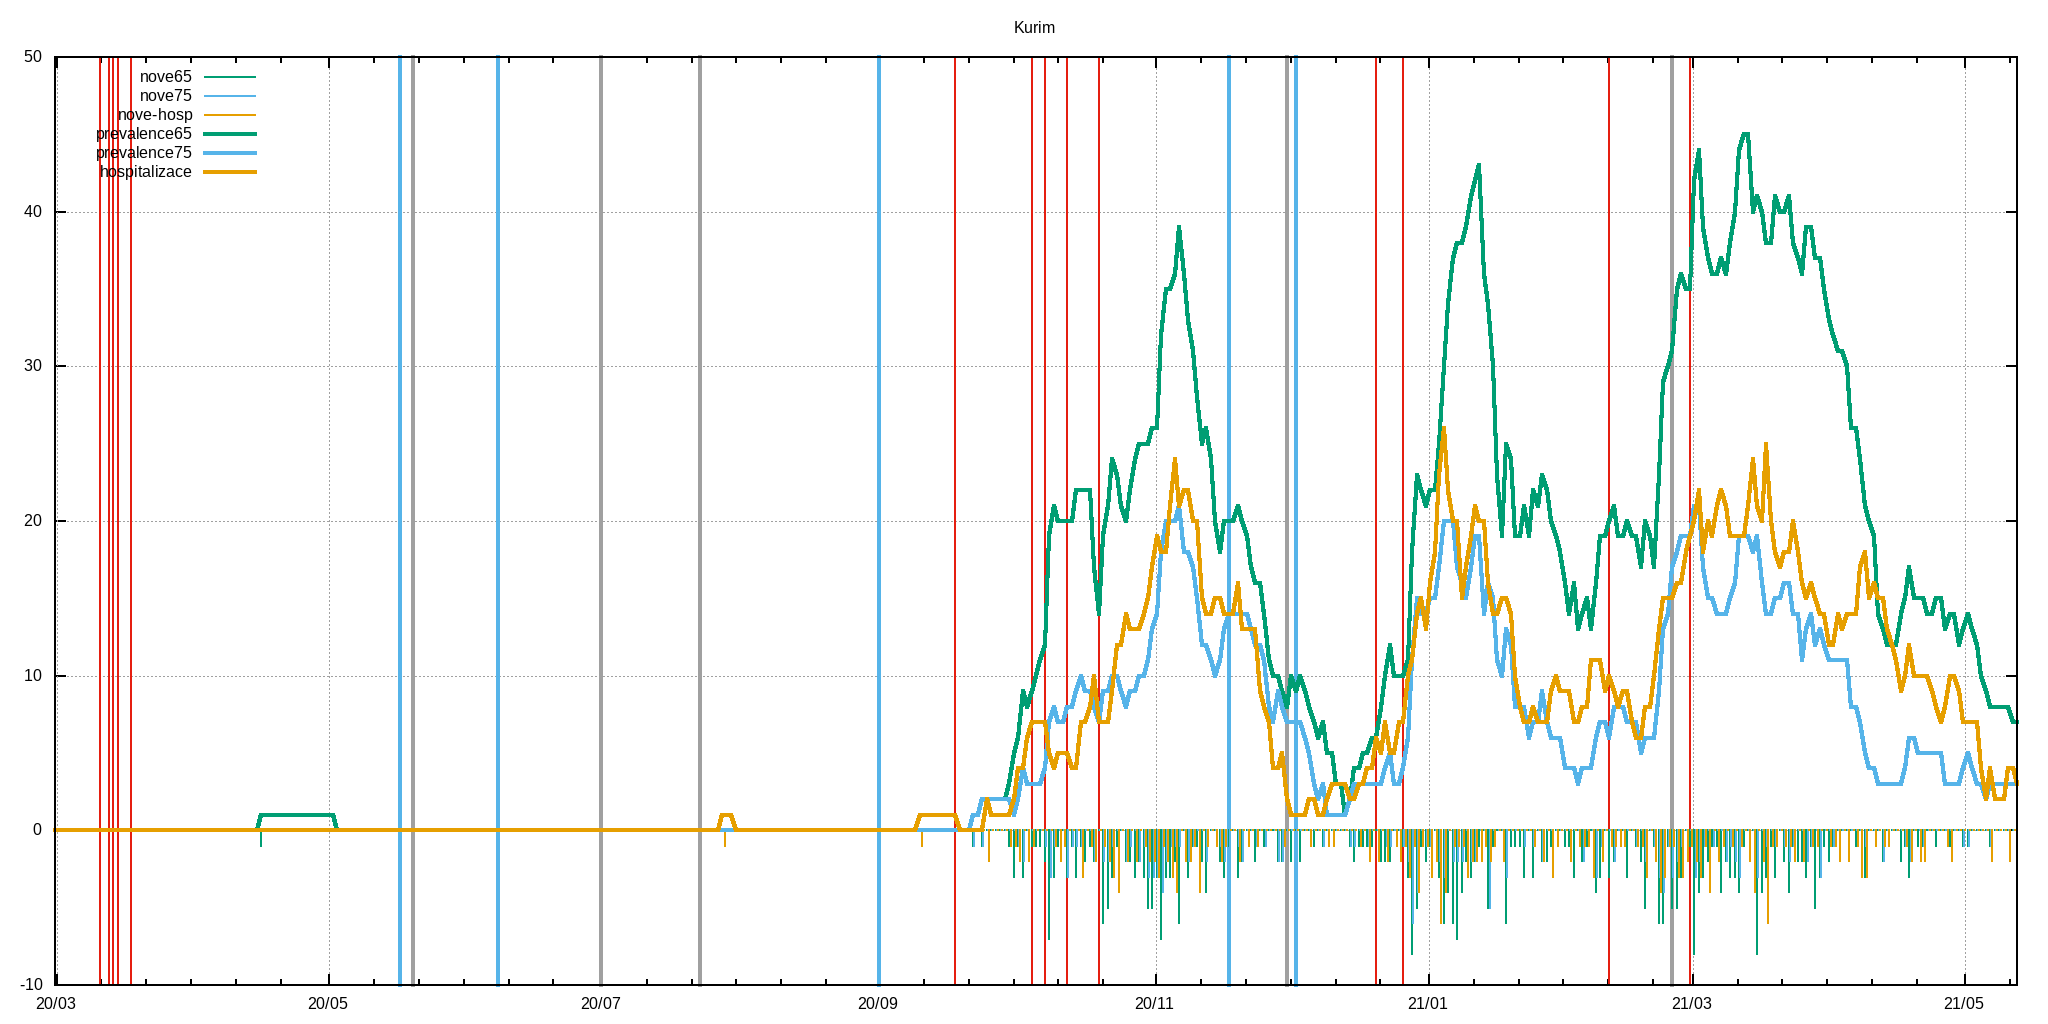 Kurim
50
nove65
nove75
nove-hosp
prevalence65
prevalence75
hospitalizace
40
30
20
10
0
-10
20/03 20/05 20/07 20/09 20/11 21/01 21/03 21/05